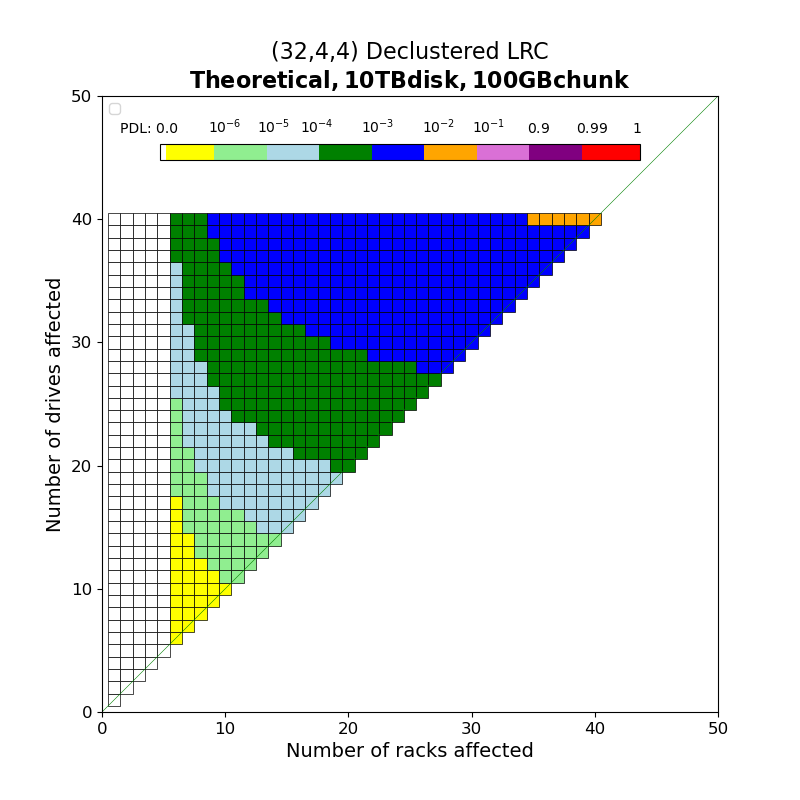 (32,4,4) Declustered LRC
Theoretical, 10TBdisk, 100GBchunk
PDL: 0.0 10⁻⁶ 10⁻⁵ 10⁻⁴ 10⁻³ 10⁻² 10⁻¹ 0.9 0.99 1
50
40
30
20
10
0
Number of drives affected
0 10 20 30 40 50
Number of racks affected